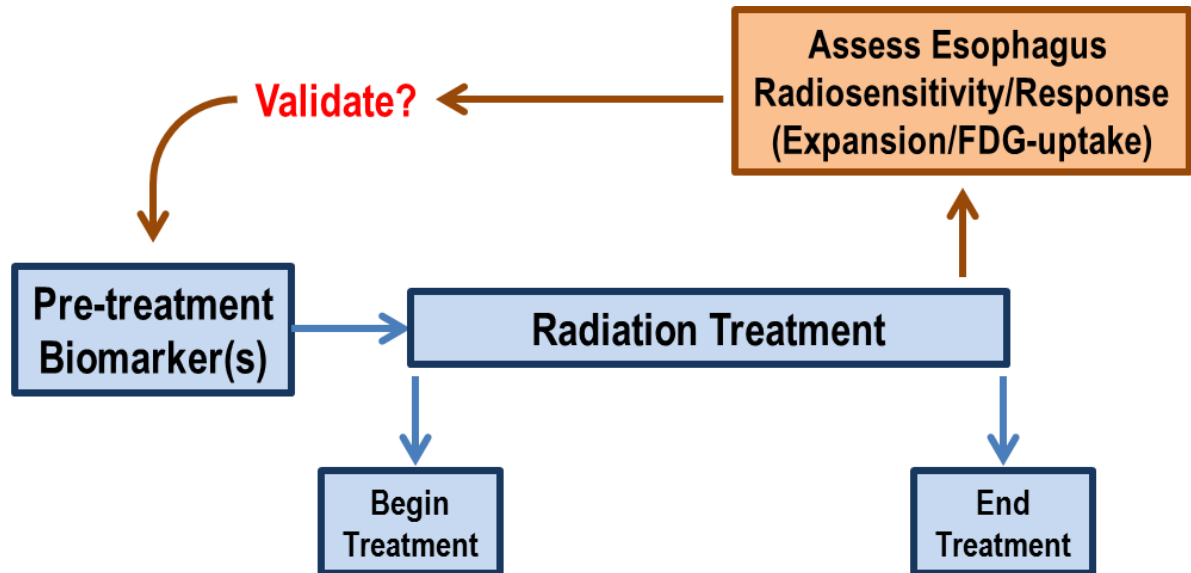 Assess Esophagus
Radiosensitivity/Response
(Expansion/FDG-uptake)
Validate?
Pre-treatment
Biomarker(s)
Radiation Treatment
Begin
Treatment
End
Treatment